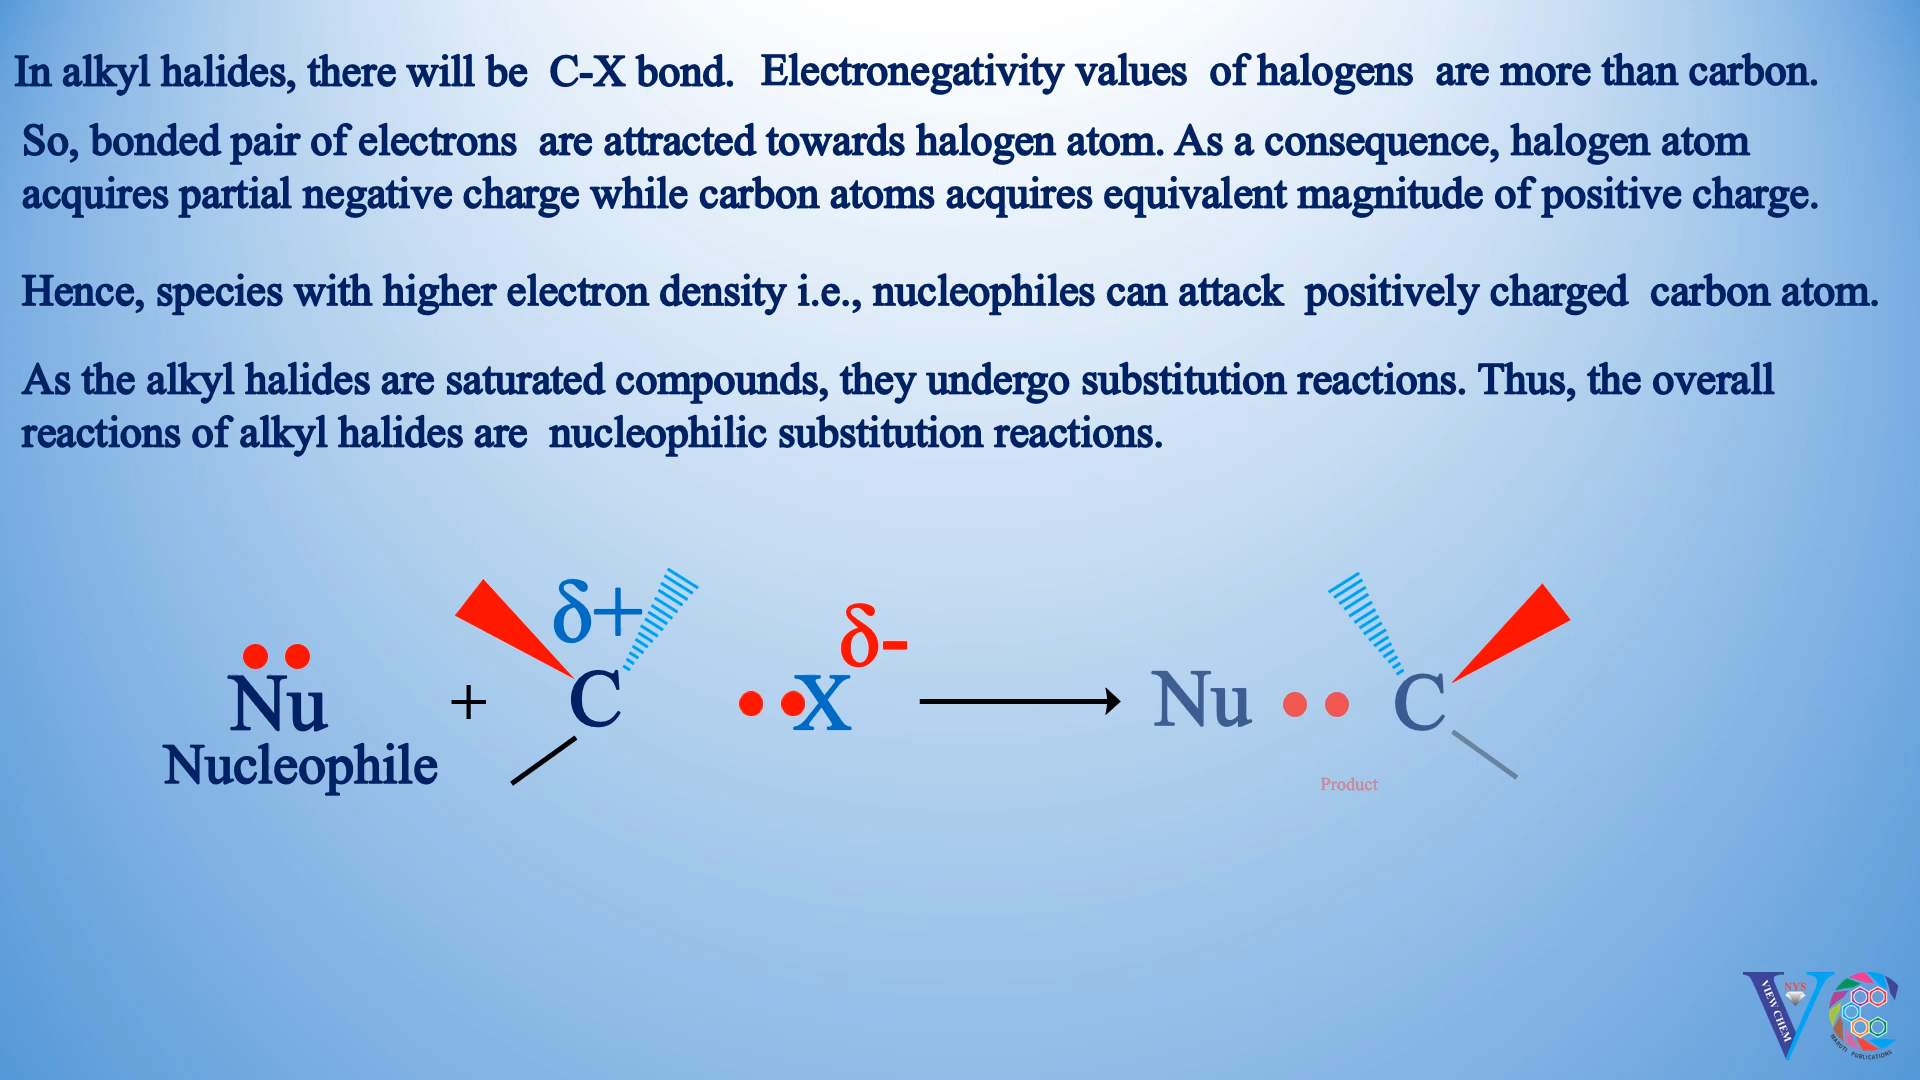 In alkyl halides, there will be C-X bond. Electronegativity values of halogens are more than carbon.
So, bonded pair of electrons are attracted towards halogen atom. As a consequence, halogen atom
acquires partial negative charge while carbon atoms acquires equivalent magnitude of positive charge.
Hence, species with higher electron density i.e., nucleophiles can attack positively charged carbon atom.
As the alkyl halides are saturated compounds, they undergo substitution reactions. Thus, the overall
reactions of alkyl halides are nucleophilic substitution reactions.
δ+
δ-
Nu + C X Nu C
Nucleophile
Product
NYS
VIEW CHEM
VC
MARUTI PUBLICATIONS